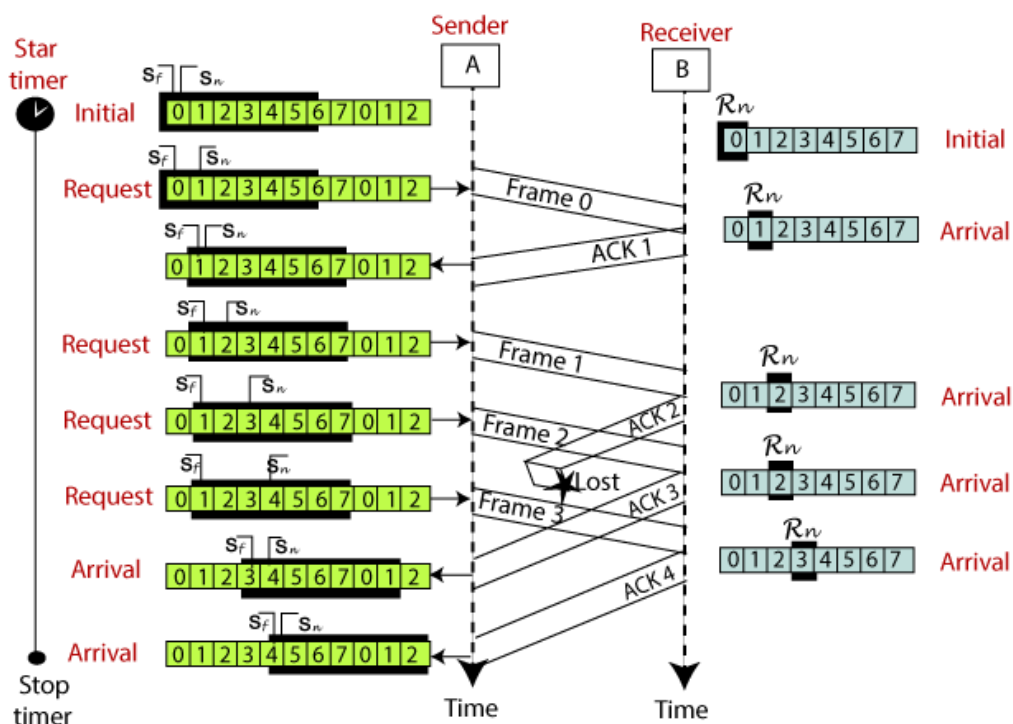 Star
timer
Sender
Receiver
A
B
Sf Sn
Initial
0 1 2 3 4 5 6 7 0 1 2
Rn
0 1 2 3 4 5 6 7
Initial
Sf Sn
Request
0 1 2 3 4 5 6 7 0 1 2
Frame 0
Rn
0 1 2 3 4 5 6 7
Arrival
Sf Sn
0 1 2 3 4 5 6 7 0 1 2
ACK 1
Sf Sn
Request
0 1 2 3 4 5 6 7 0 1 2
Frame 1
Rn
0 1 2 3 4 5 6 7
Arrival
Sf Sn
Request
0 1 2 3 4 5 6 7 0 1 2
Frame 2
ACK 2
Lost
Rn
0 1 2 3 4 5 6 7
Arrival
Sf Sn
Request
0 1 2 3 4 5 6 7 0 1 2
Frame 3
ACK 3
Rn
0 1 2 3 4 5 6 7
Arrival
Sf Sn
Arrival
0 1 2 3 4 5 6 7 0 1 2
ACK 4
Sf Sn
Arrival
0 1 2 3 4 5 6 7 0 1 2
Stop
timer
Time
Time